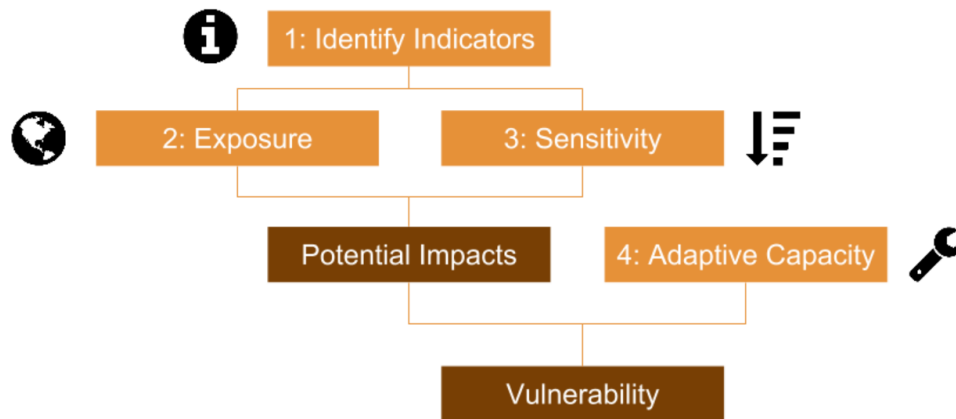 1: Identify Indicators
2: Exposure
3: Sensitivity
Potential Impacts
4: Adaptive Capacity
Vulnerability